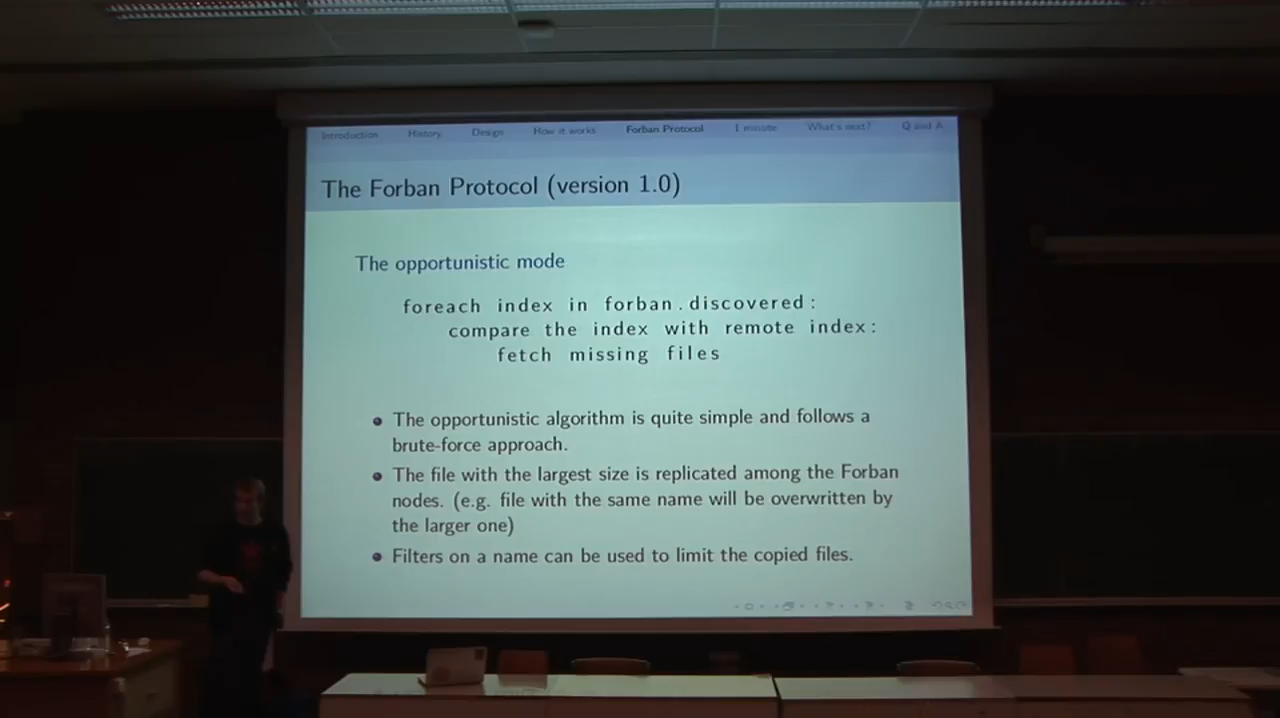 Introduction History Design How it works Forban Protocol 1 minute What's next? Q and A
The Forban Protocol (version 1.0)
The opportunistic mode
foreach index in forban.discovered:
compare the index with remote index:
fetch missing files
The opportunistic algorithm is quite simple and follows a
brute-force approach.
The file with the largest size is replicated among the Forban
nodes. (e.g. file with the same name will be overwritten by
the larger one)
Filters on a name can be used to limit the copied files.